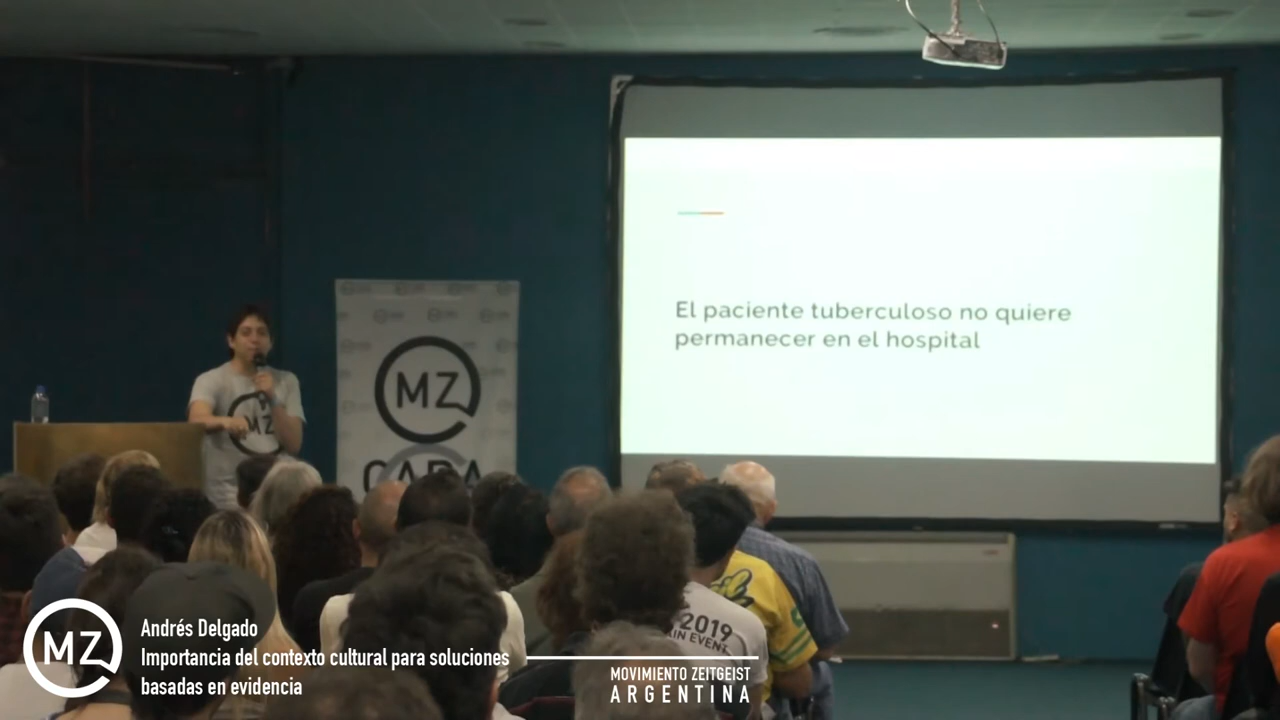 El paciente tuberculoso no quiere
permanecer en el hospital
MZ
MZ
CABA
2019
MZ
Andrés Delgado
Importancia del contexto cultural para soluciones
basadas en evidencia
MOVIMIENTO ZEITGEIST
ARGENTINA